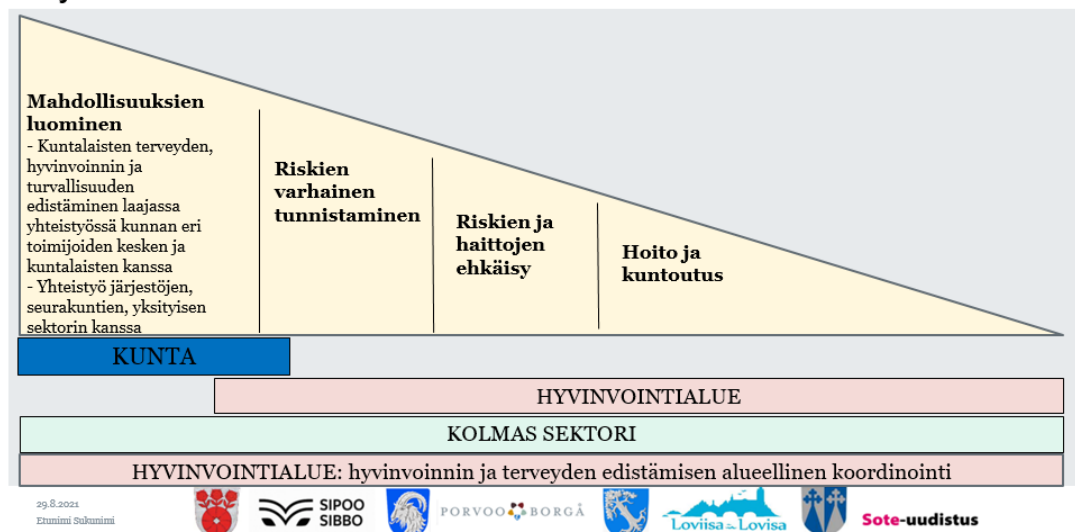 Mahdollisuuksien
luominen
- Kuntalaisten terveyden,
hyvinvoinnin ja
turvallisuuden
edistäminen laajassa
yhteistyössä kunnan eri
toimijoiden kesken ja
kuntalaisten kanssa
- Yhteistyö järjestöjen,
seurakuntien, yksityisen
sektorin kanssa
Riskien
varhainen
tunnistaminen
Riskien ja
haittojen
ehkäisy
Hoito ja
kuntoutus
KUNTA
HYVINVOINTIALUE
KOLMAS SEKTORI
HYVINVOINTIALUE: hyvinvoinnin ja terveyden edistämisen alueellinen koordinointi
29.8.2021
Etunimi Sukunimi
SIPOO
SIBBO
PORVOO BORGÅ
Loviisa Lovisa
Sote-uudistus